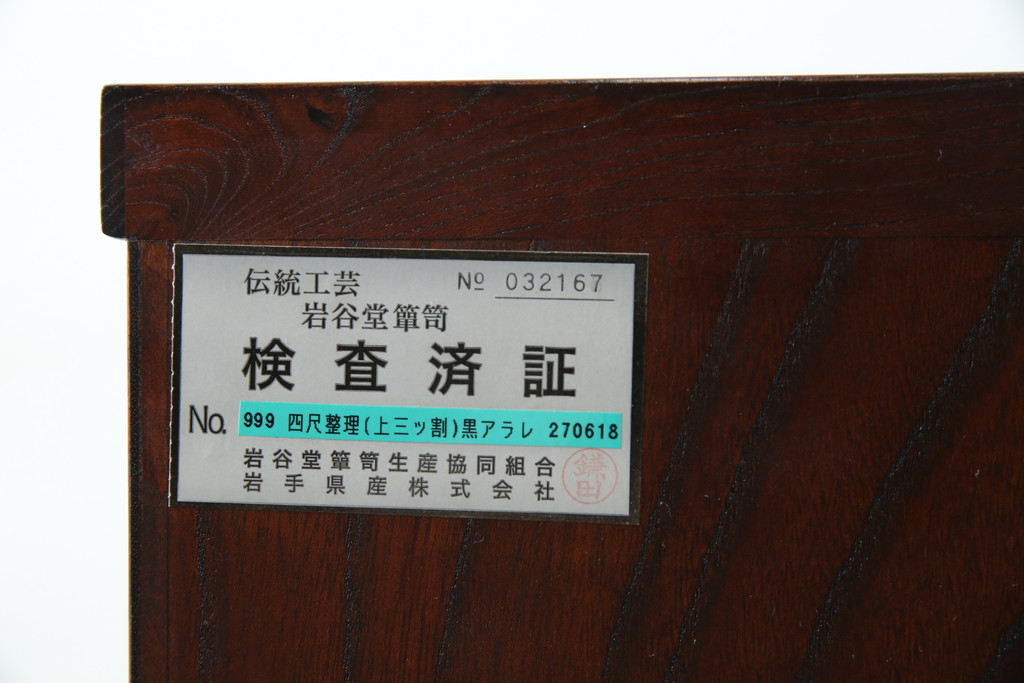 伝統工芸 Nº 032167
岩谷堂簞笥
検査済証
No. 999 四尺整理(上三ッ割)黒アラレ 270618
岩谷堂簞笥生産協同組合
岩手県産株式会社
鎌田